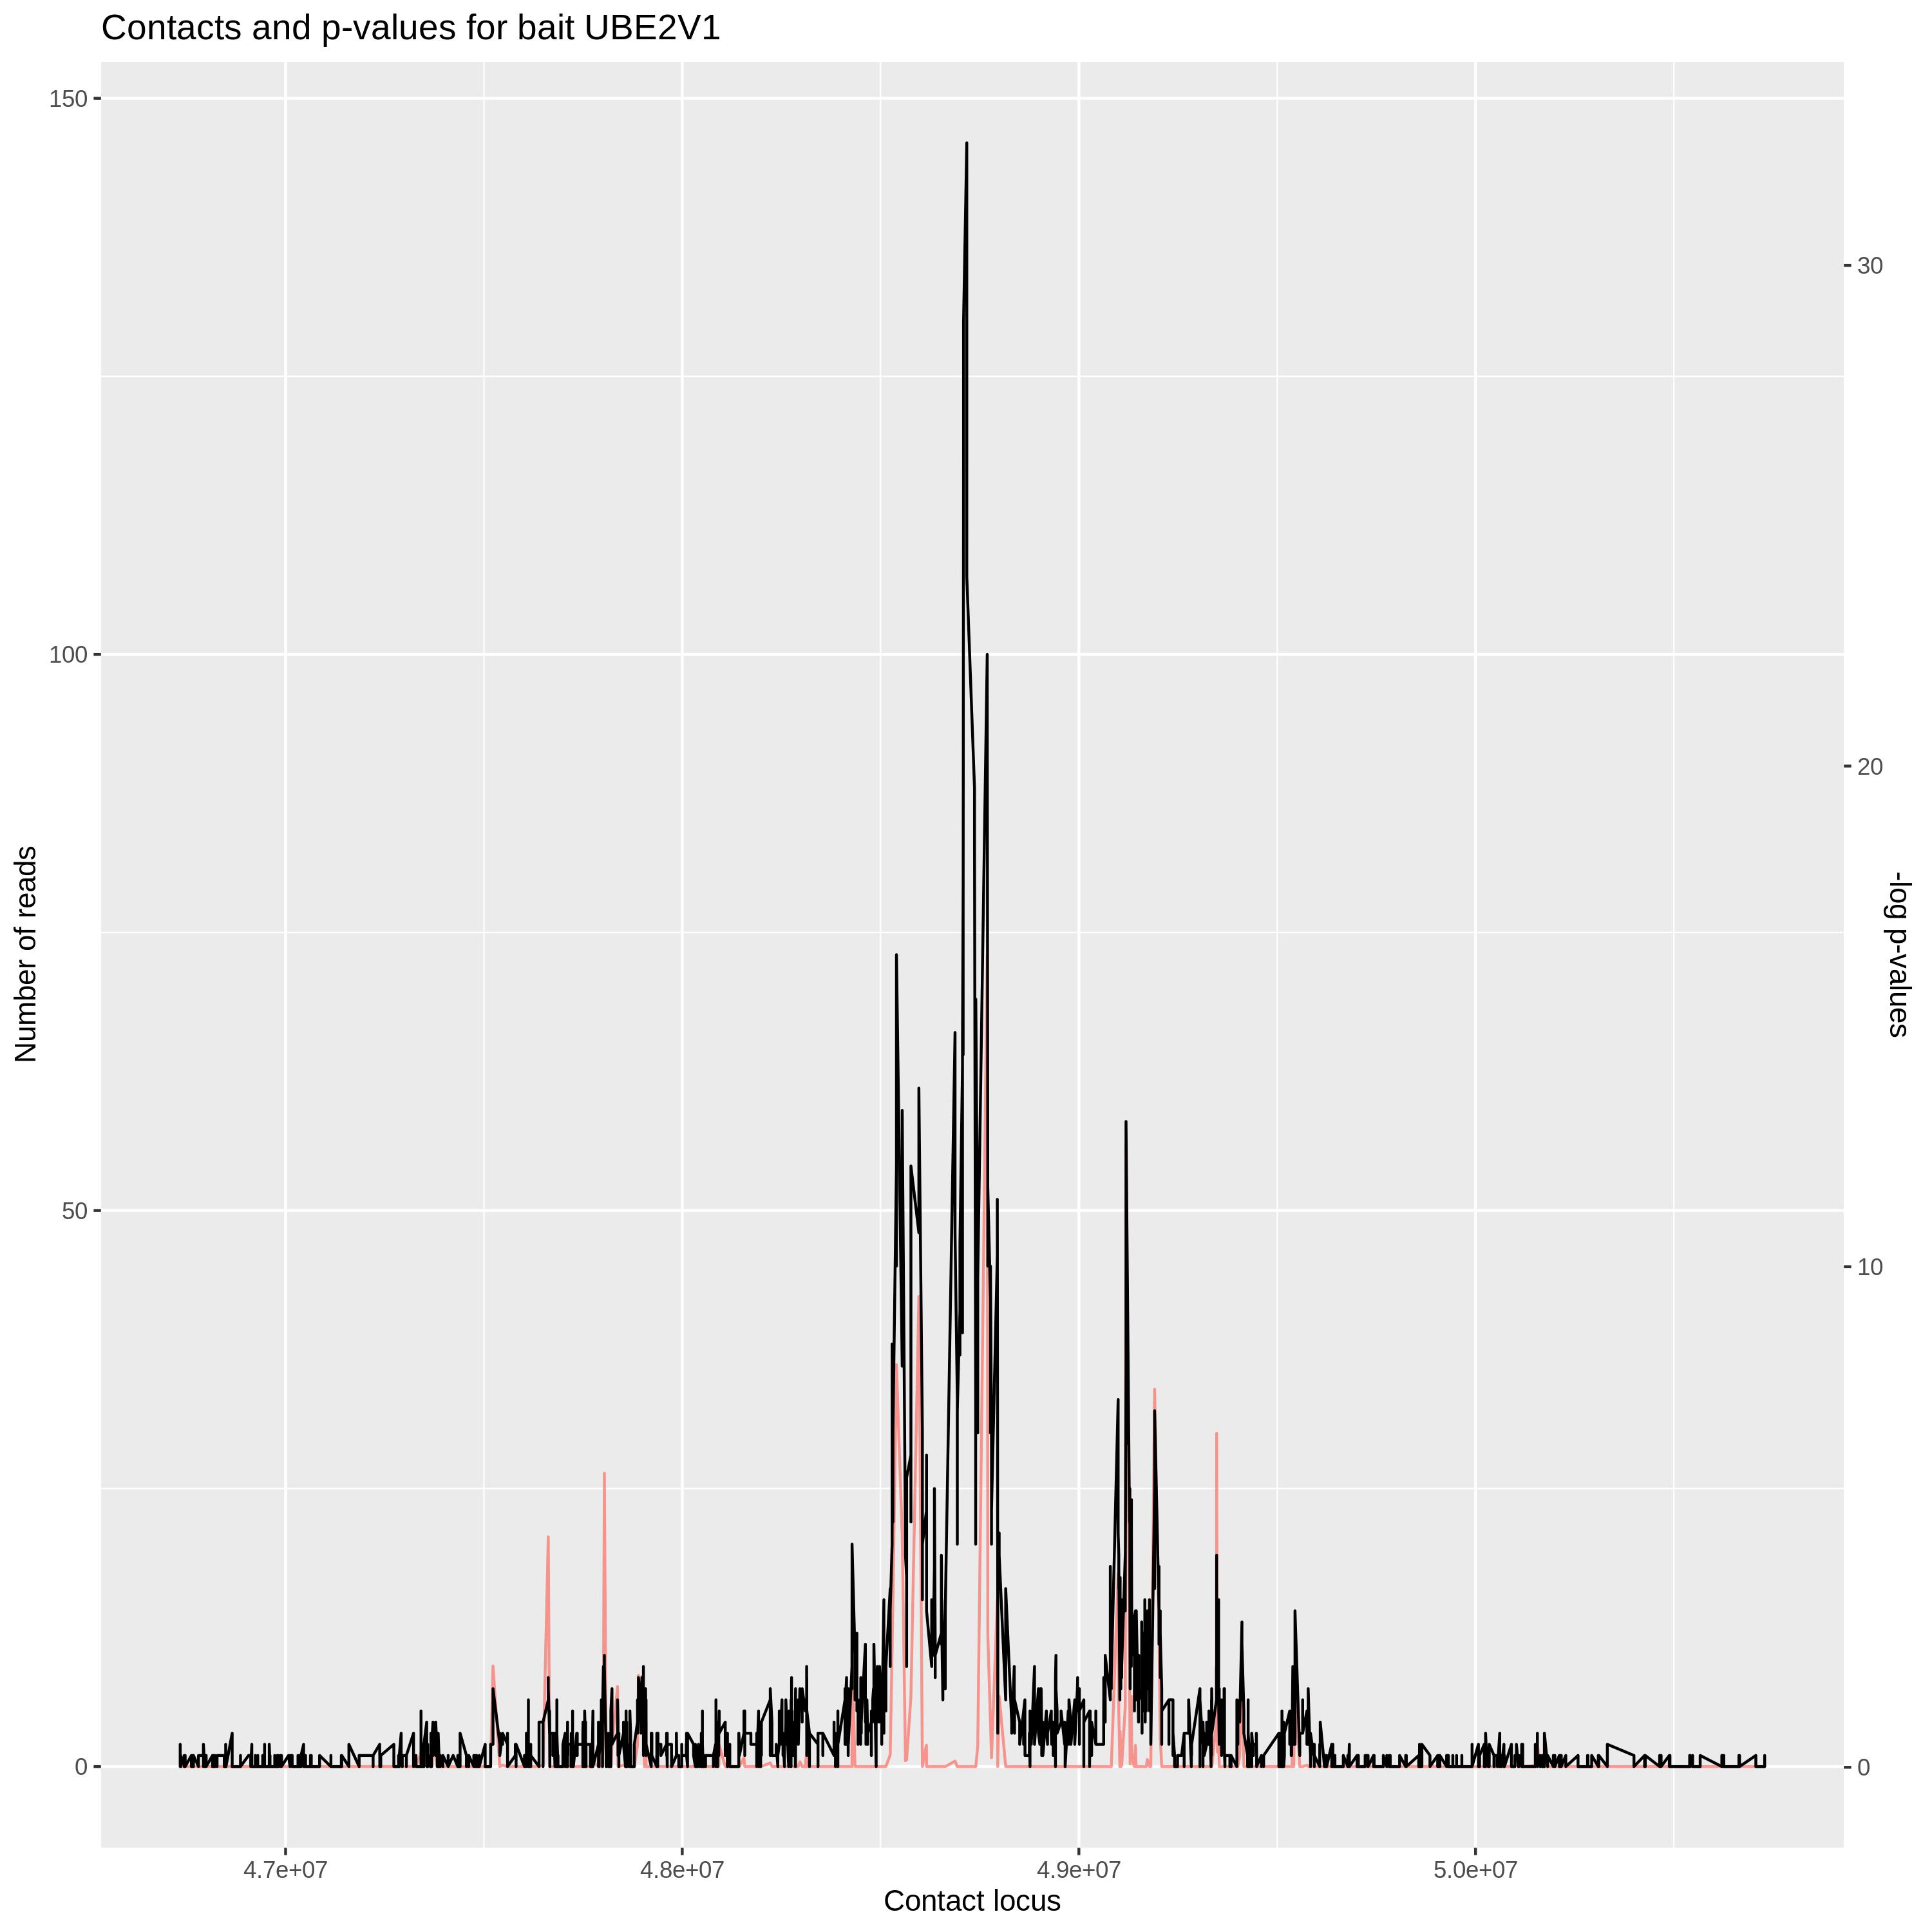 Contacts and p-values for bait UBE2V1
150
100
50
0
Number of reads
30
20
10
0
-log p-values
4.7e+07
4.8e+07
4.9e+07
5.0e+07
Contact locus